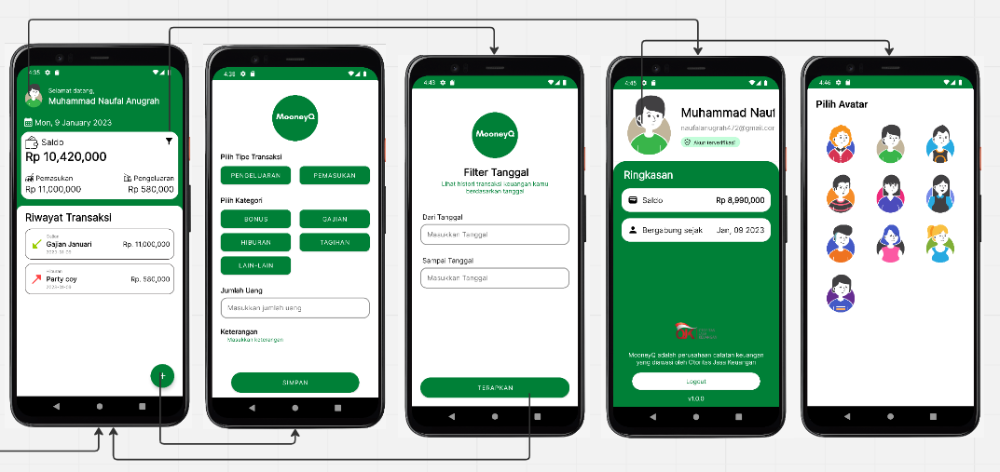 4:35
Selamat datang,
Muhammad Naufal Anugrah
Mon, 9 January 2023
Saldo
Rp 10,420,000
Pemasukan
Pengeluaran
Rp 11,000,000
Rp 580,000
Riwayat Transaksi
Gajian
Gajian Januari
Rp. 11,000,000
2023-01-09
Hiburan
Party coy
Rp. 580,000
2023-01-09
+
4:38
MooneyQ
Pilih Tipe Transaksi
PENGELUARAN
PEMASUKAN
Pilih Kategori
BONUS
GAJIAN
HIBURAN
TAGIHAN
LAIN-LAIN
Jumlah Uang
Masukkan jumlah uang
Keterangan
Masukkan keterangan
SIMPAN
4:43
MooneyQ
Filter Tanggal
Lihat histori transaksi keuangan kamu
berdasarkan tanggal
Dari Tanggal
Masukkan Tanggal
Sampai Tanggal
Masukkan Tanggal
TERAPKAN
4:45
Muhammad Nauf
naufalanugrah472@gmail.com
Akun terverifikasi
Ringkasan
Saldo
Rp 8,990,000
Bergabung sejak
Jan, 09 2023
MooneyQ adalah perusahaan catatan keuangan
yang diawasi oleh Otoritas Jasa Keuangan
Logout
v1.0.0
4:46
Pilih Avatar